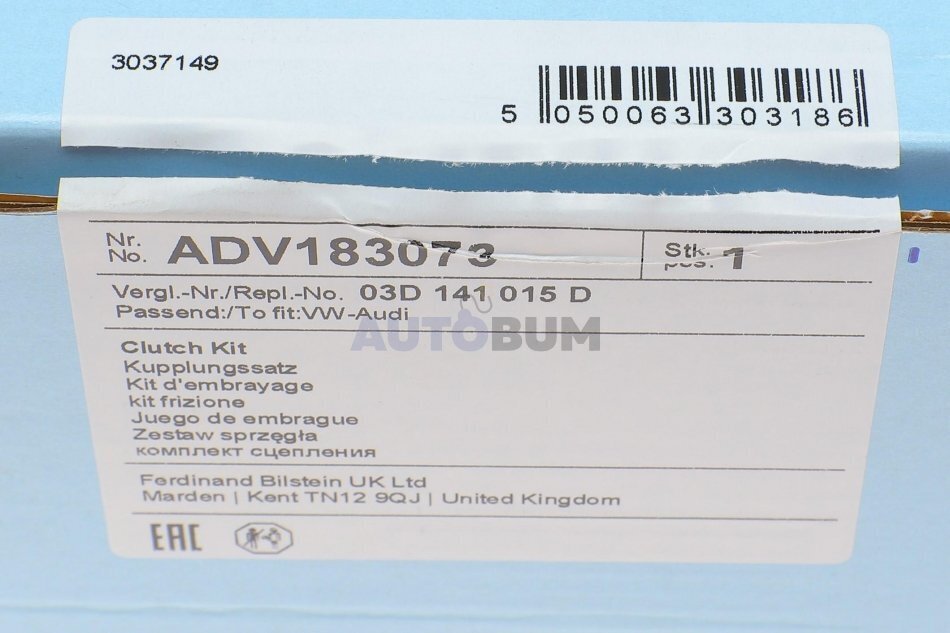 3037149
5 050063 303186
Nr. No. ADV183073 Stk. pcs. 1
Vergl.-Nr./Repl.-No. 03D 141 015 D
Passend:/To fit:VW-Audi
AUTOBUM
Clutch Kit
Kupplungssatz
Kit d'embrayage
kit frizione
Juego de embrague
Zestaw sprzęgła
комплект сцепления
Ferdinand Bilstein UK Ltd
Marden | Kent TN12 9QJ | United Kingdom
EAC